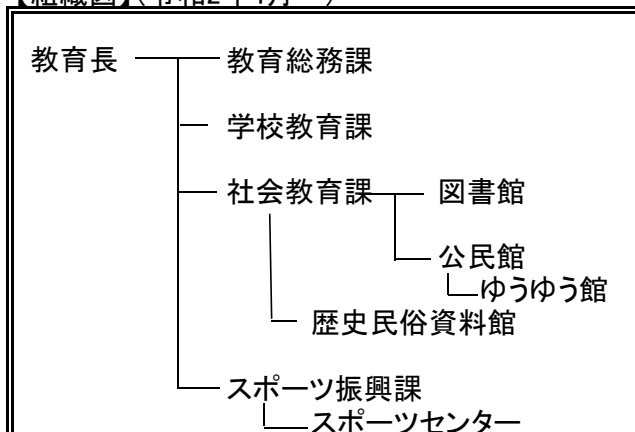 教育長
教育総務課
学校教育課
社会教育課
図書館
公民館
ゆうゆう館
歴史民俗資料館
スポーツ振興課
スポーツセンター